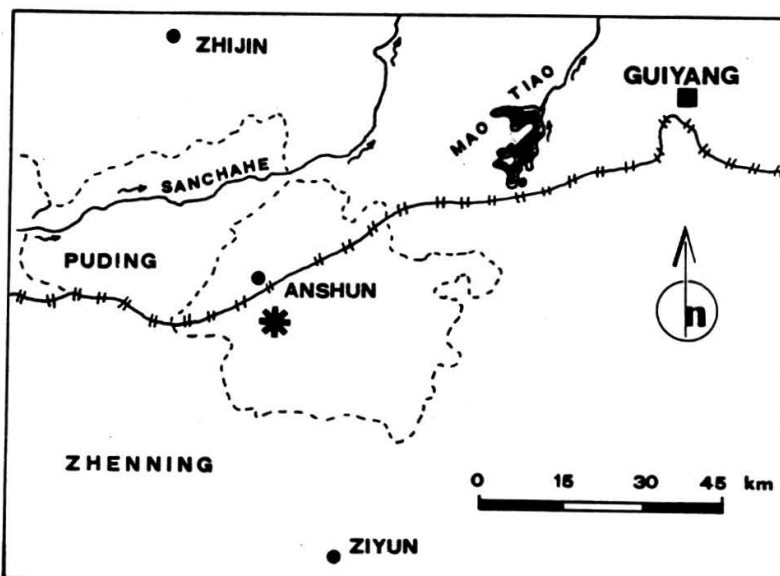 ZHIJIN
GUIYANG
MAO TIAO
SANCHAHE
PUDING
ANSHUN
n
ZHENNING
0 15 30 45 km
ZIYUN